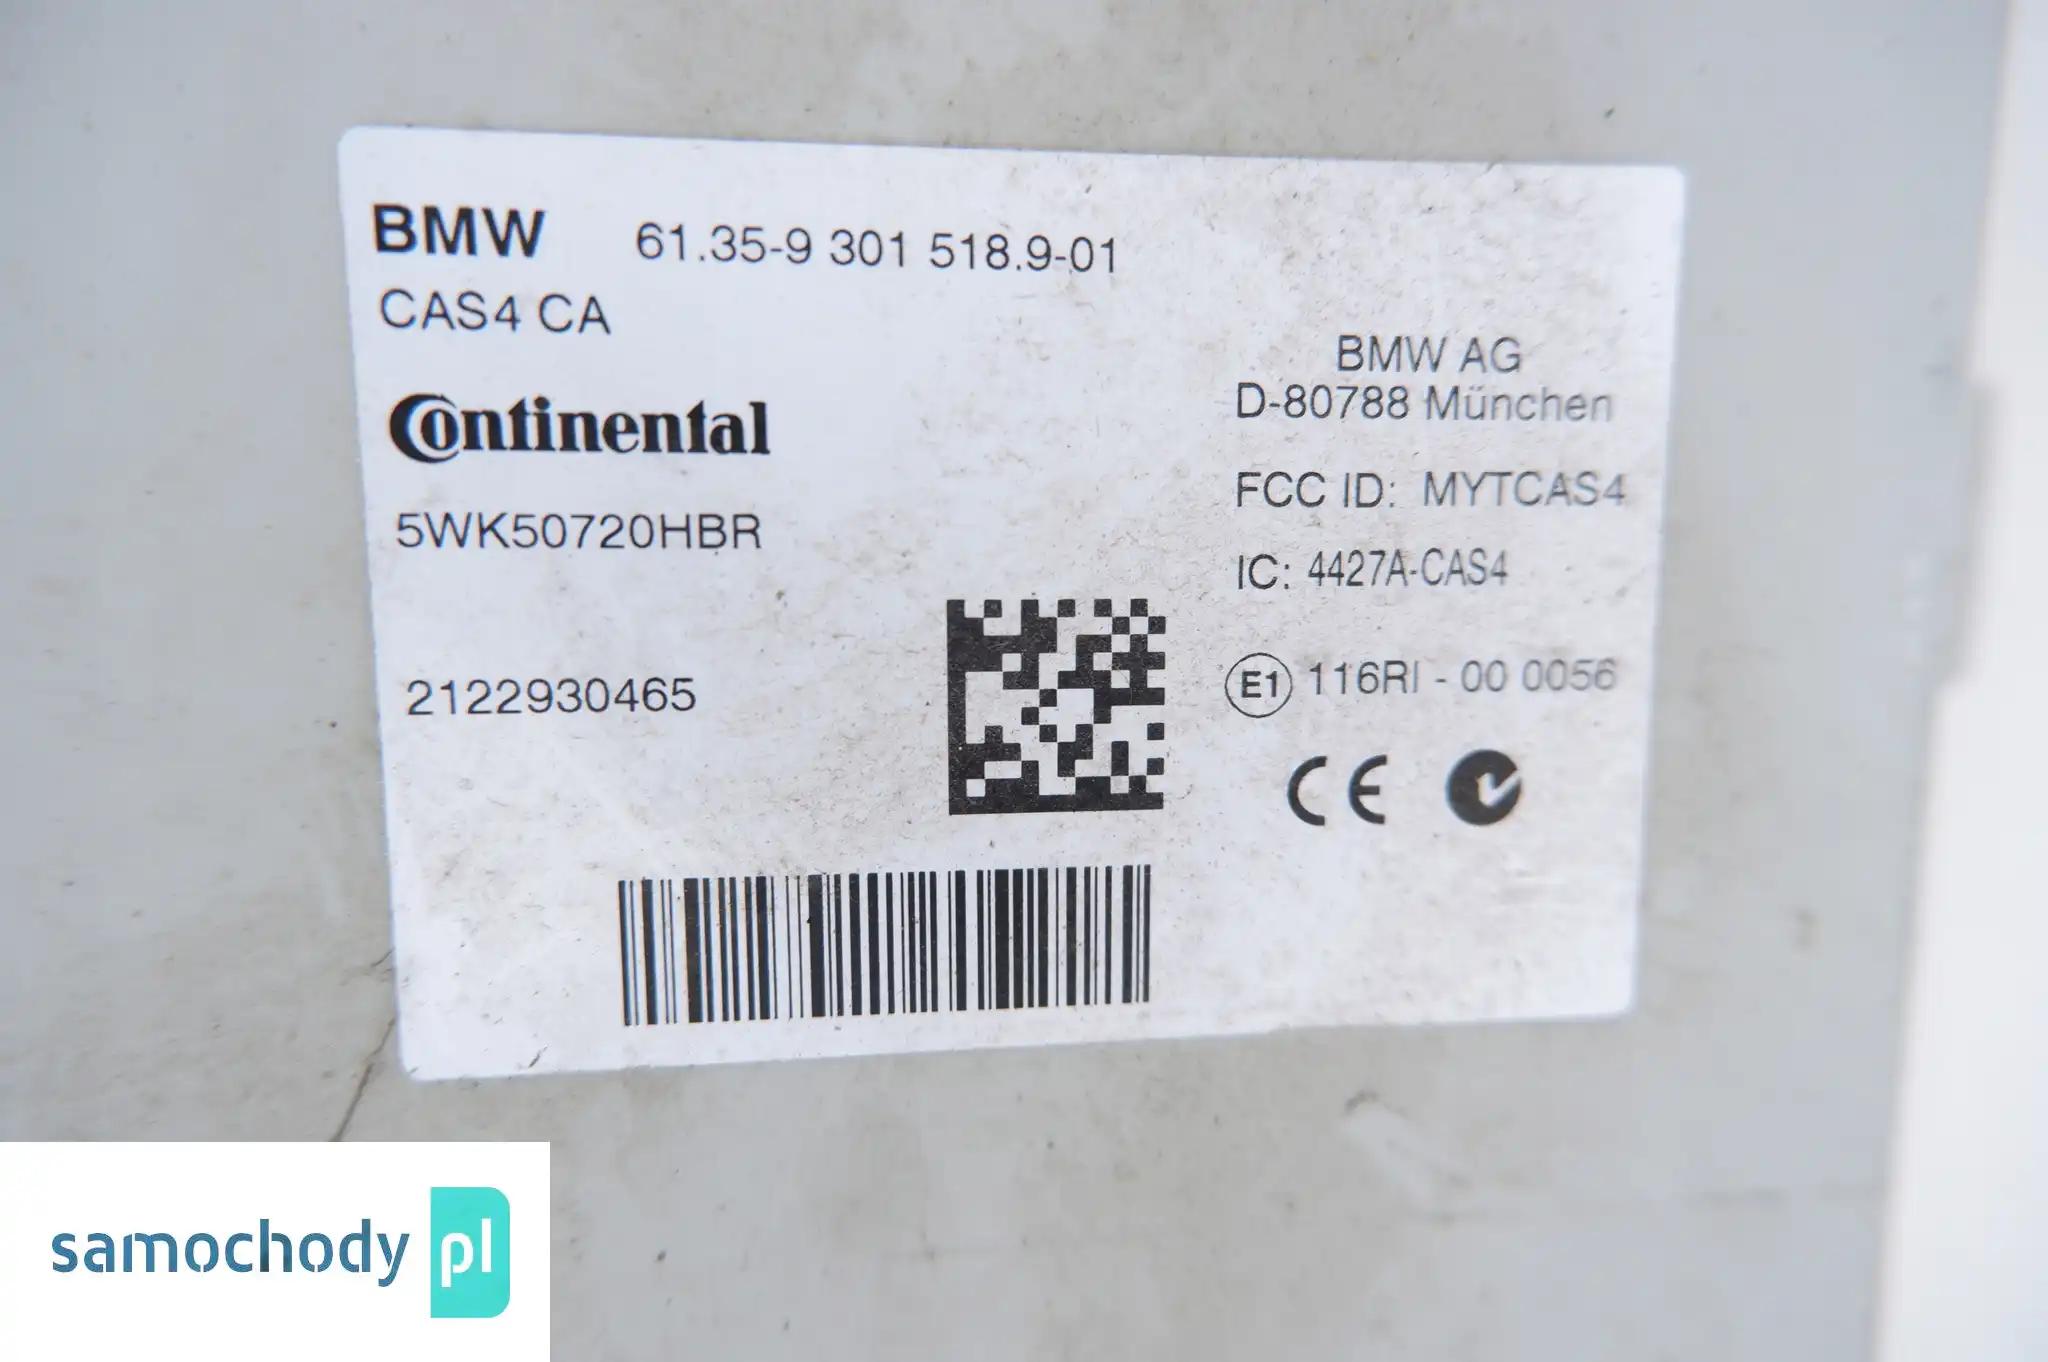 BMW 61.35-9 301 518.9-01
CAS4 CA
Continental
5WK50720HBR
2122930465
BMW AG
D-80788 München
FCC ID: MYTCAS4
IC: 4427A-CAS4
E1 116RI - 00 0056
CE
samochody pl